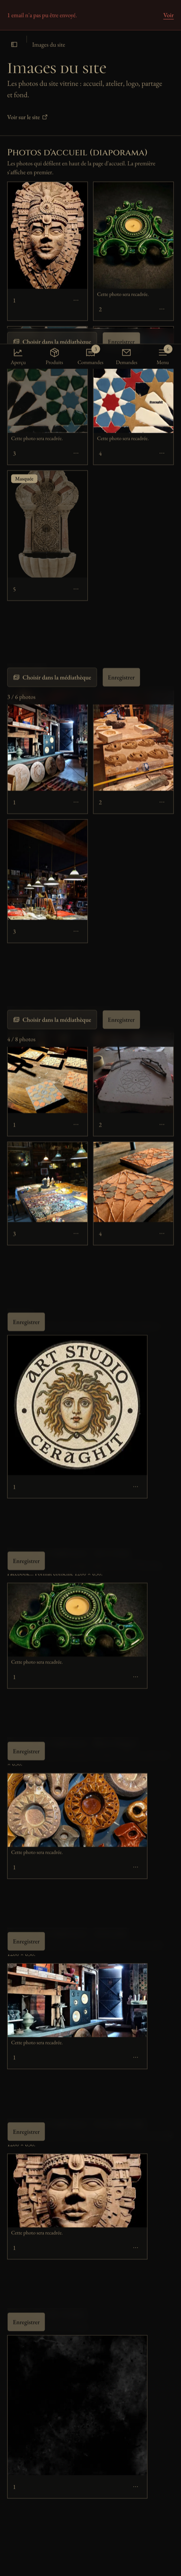 1 email n'a pas pu être envoyé.
Voir
Images du site
Images du site
Les photos du site vitrine : accueil, atelier, logo, partage
et fond.
Voir sur le site
Photos d'accueil (diaporama)
Les photos qui défilent en haut de la page d'accueil. La première
s'affiche en premier.
1
Cette photo sera recadrée.
2
Choisir dans la médiathèque
Enregistrer
Aperçu
Produits
Commandes
Demandes
Menu
Cette photo sera recadrée.
Cette photo sera recadrée.
3
4
Masquée
5
Choisir dans la médiathèque
Enregistrer
3 / 6 photos
1
2
3
Choisir dans la médiathèque
Enregistrer
4 / 8 photos
1
2
3
4
Enregistrer
ART STUDIO
CERAGHIT
1
Enregistrer
Cette photo sera recadrée.
1
Enregistrer
Cette photo sera recadrée.
1
Enregistrer
Cette photo sera recadrée.
1
Enregistrer
Cette photo sera recadrée.
1
Enregistrer
1